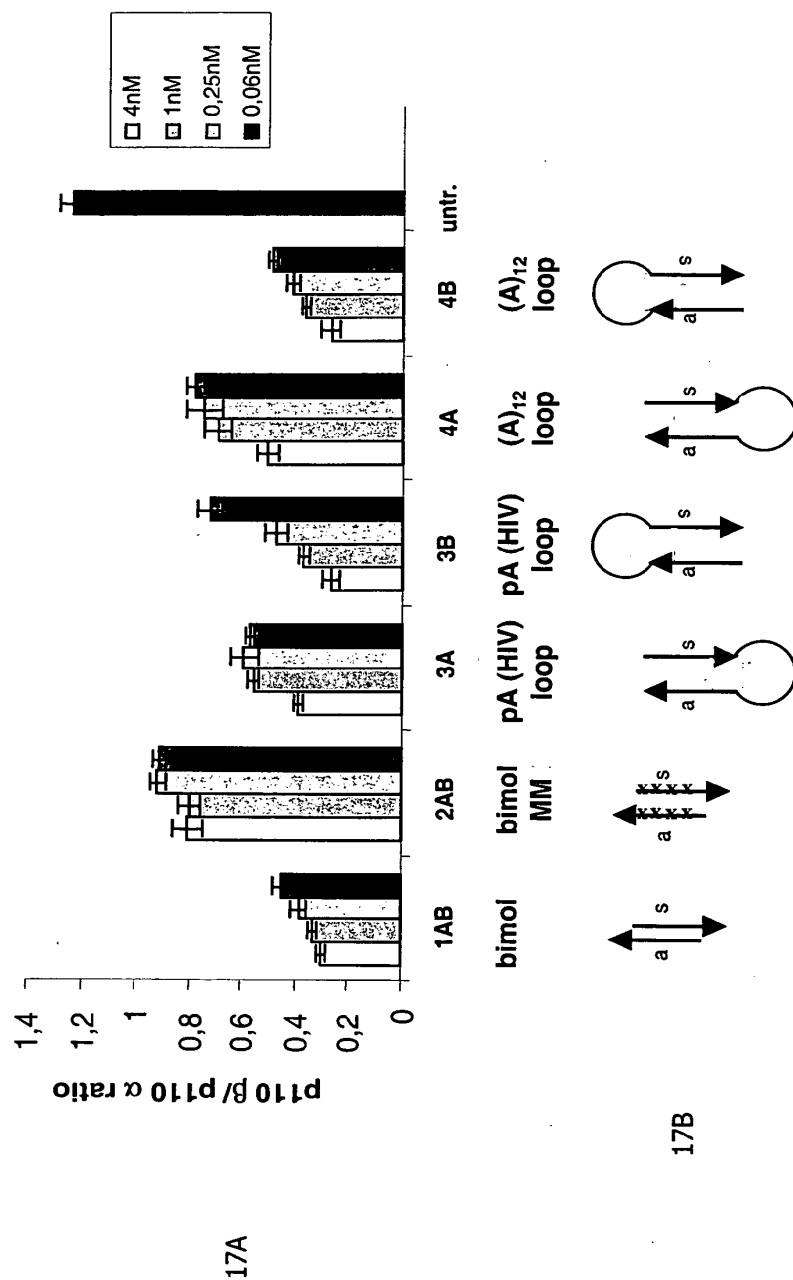 17A
p110 β/ p110 α ratio
1,4
1,2
1
0,8
0,6
0,4
0,2
0
4nM
1nM
0,25nM
0,06nM
1AB 2AB 3A 3B 4A 4B untr.
bimol bimol pA (HIV) pA (HIV) (A)12 (A)12
MM loop loop loop loop
17B
a s a s a s a s a s a s
x x x x x x x x